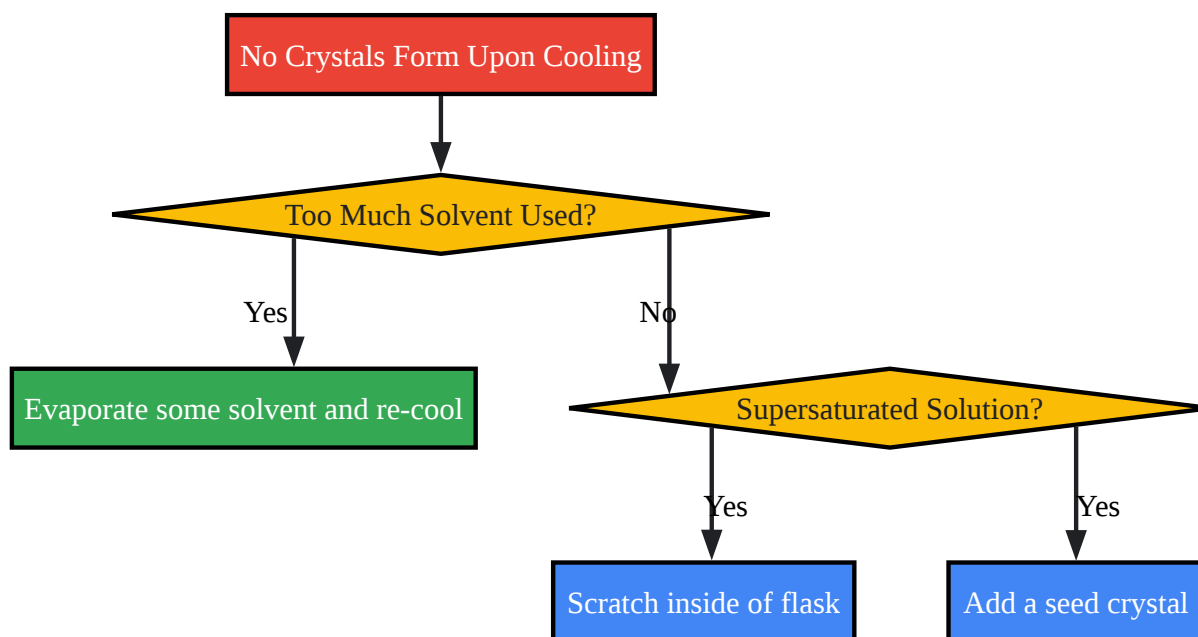 No Crystals Form Upon Cooling
Too Much Solvent Used?
Yes
No
Evaporate some solvent and re-cool
Supersaturated Solution?
Yes
Yes
Scratch inside of flask
Add a seed crystal